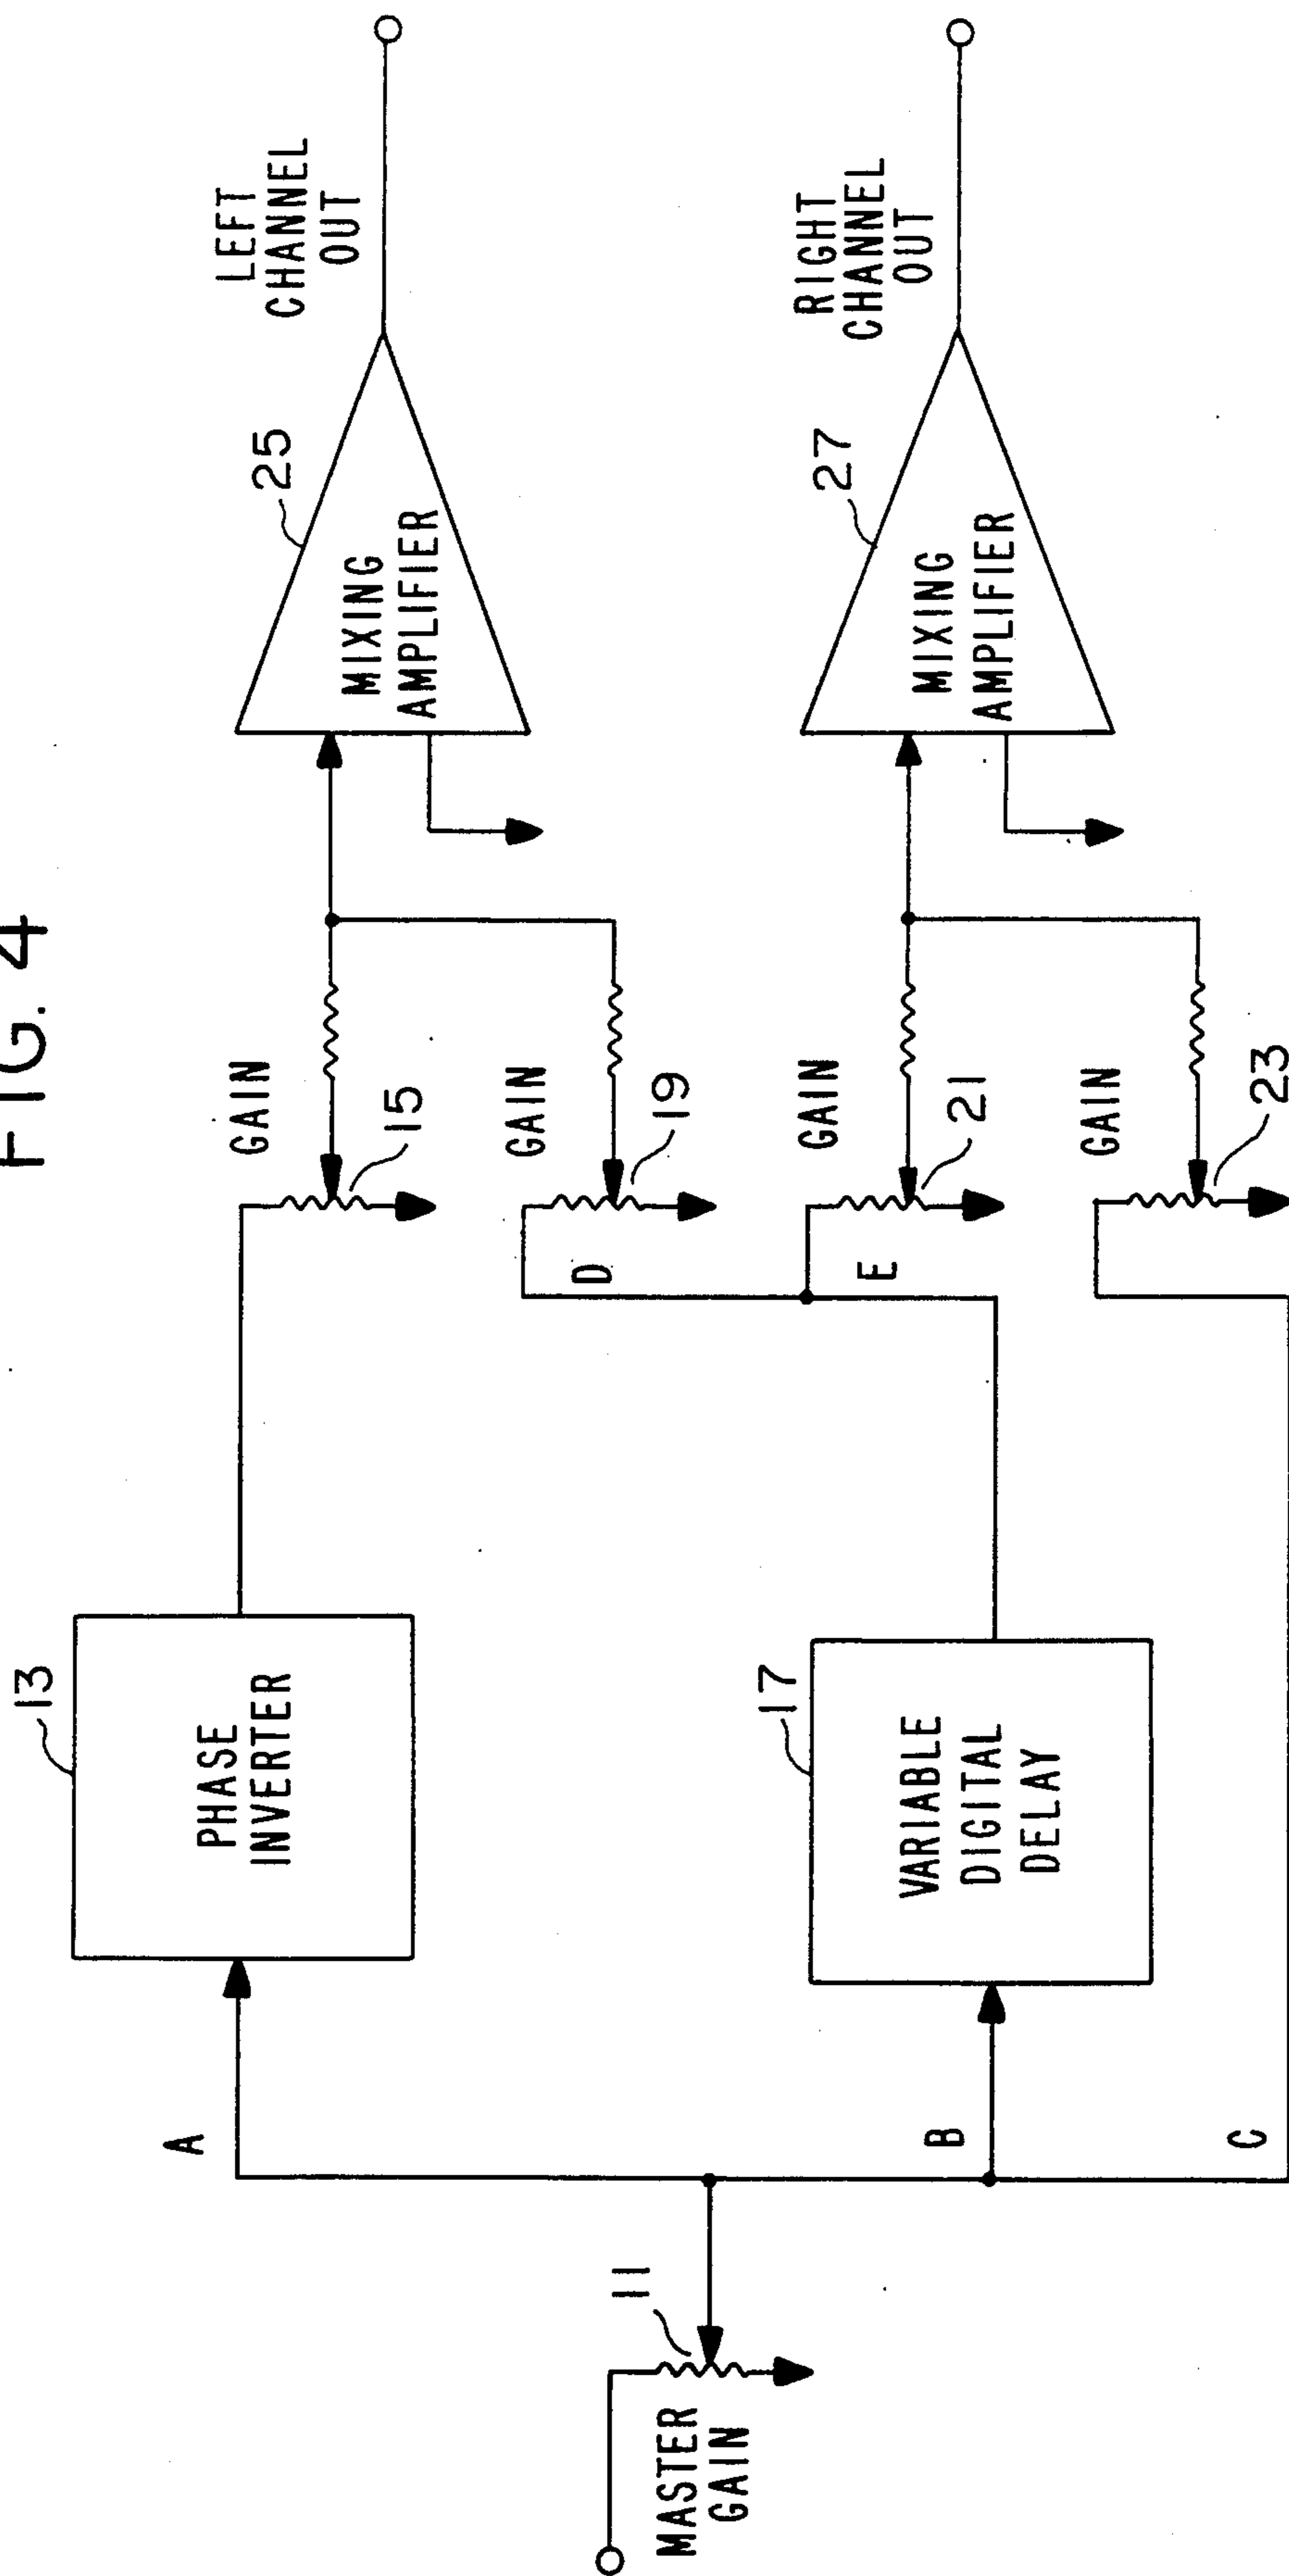 FIG. 4
MASTER
GAIN
11
A
B
C
13
PHASE
INVERTER
17
VARIABLE
DIGITAL
DELAY
D
E
GAIN
15
GAIN
19
GAIN
21
GAIN
23
25
MIXING
AMPLIFIER
27
MIXING
AMPLIFIER
LEFT
CHANNEL
OUT
RIGHT
CHANNEL
OUT